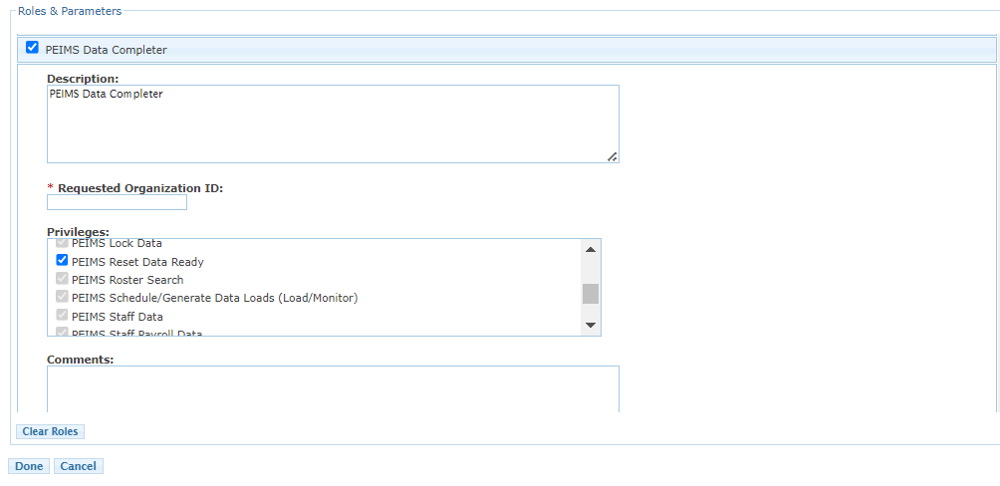 Roles & Parameters
PEIMS Data Completer
Description:
PEIMS Data Completer
* Requested Organization ID:
Privileges:
PEIMS Lock Data
PEIMS Reset Data Ready
PEIMS Roster Search
PEIMS Schedule/Generate Data Loads (Load/Monitor)
PEIMS Staff Data
PEIMS Staff Payroll Data
Comments:
Clear Roles
Done Cancel